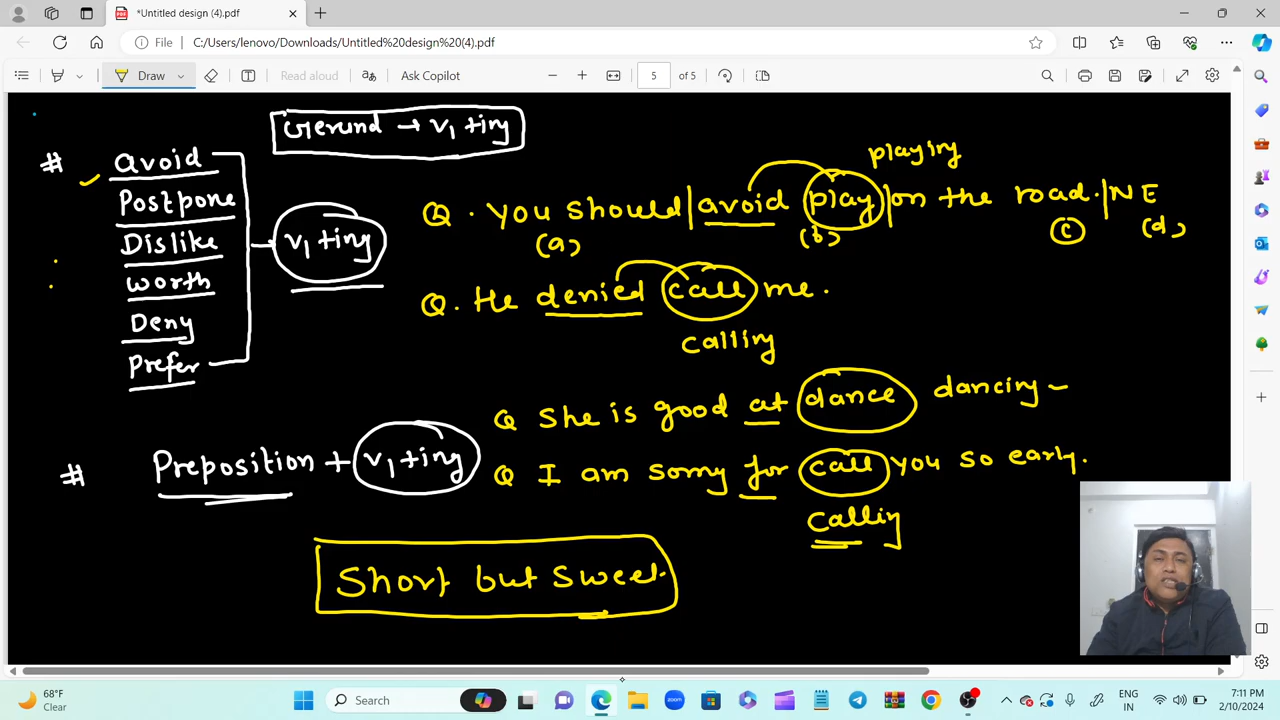 *Untitled design (4).pdf
File C:/Users/lenovo/Downloads/Untitled%20design%20(4).pdf
Draw Read aloud Ask Copilot 5 of 5
Gerund → V₁ + ing
# avoid
Postpone
Dislike
worth
Deny
Prefer
V₁ + ing
playing
Q. You should | avoid play | on the road. | NE
(a) (b) (c) (d)
Q. He denied call me.
calling
Q She is good at dance dancing –
# Preposition + V₁ + ing
Q I am sorry for call you so early.
calling
Short but Sweet.
68°F
Clear
Search
ENG
IN
7:11 PM
2/10/2024